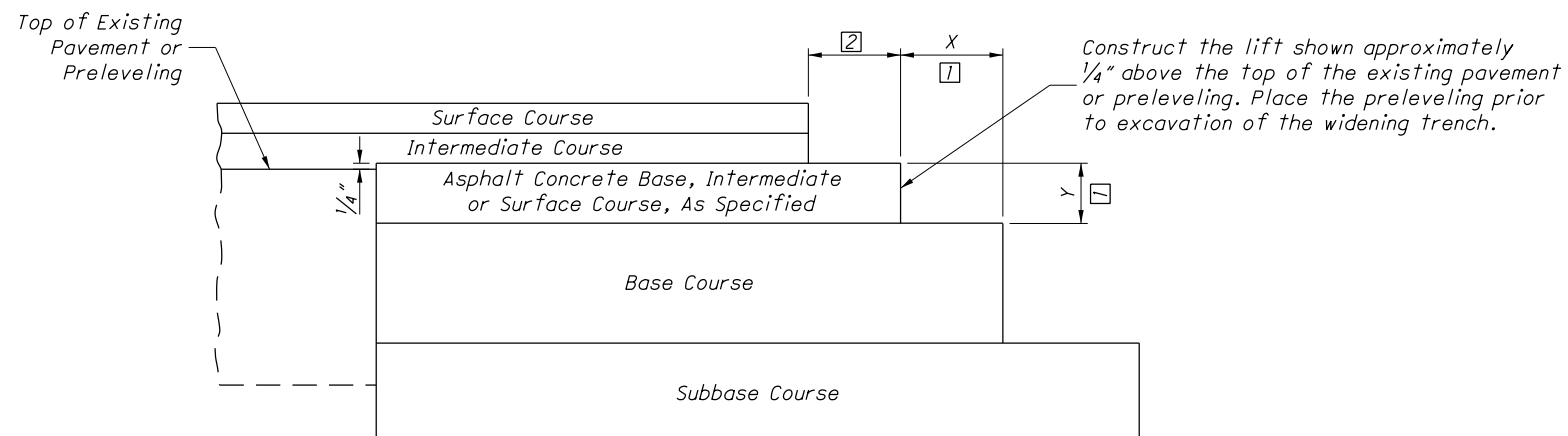 Top of Existing
Pavement or
Preleveling
2
X
1
Construct the lift shown approximately
1/4" above the top of the existing pavement
or preleveling. Place the preleveling prior
to excavation of the widening trench.
Surface Course
Intermediate Course
1/4"
Asphalt Concrete Base, Intermediate
or Surface Course, As Specified
Y
1
Base Course
Subbase Course